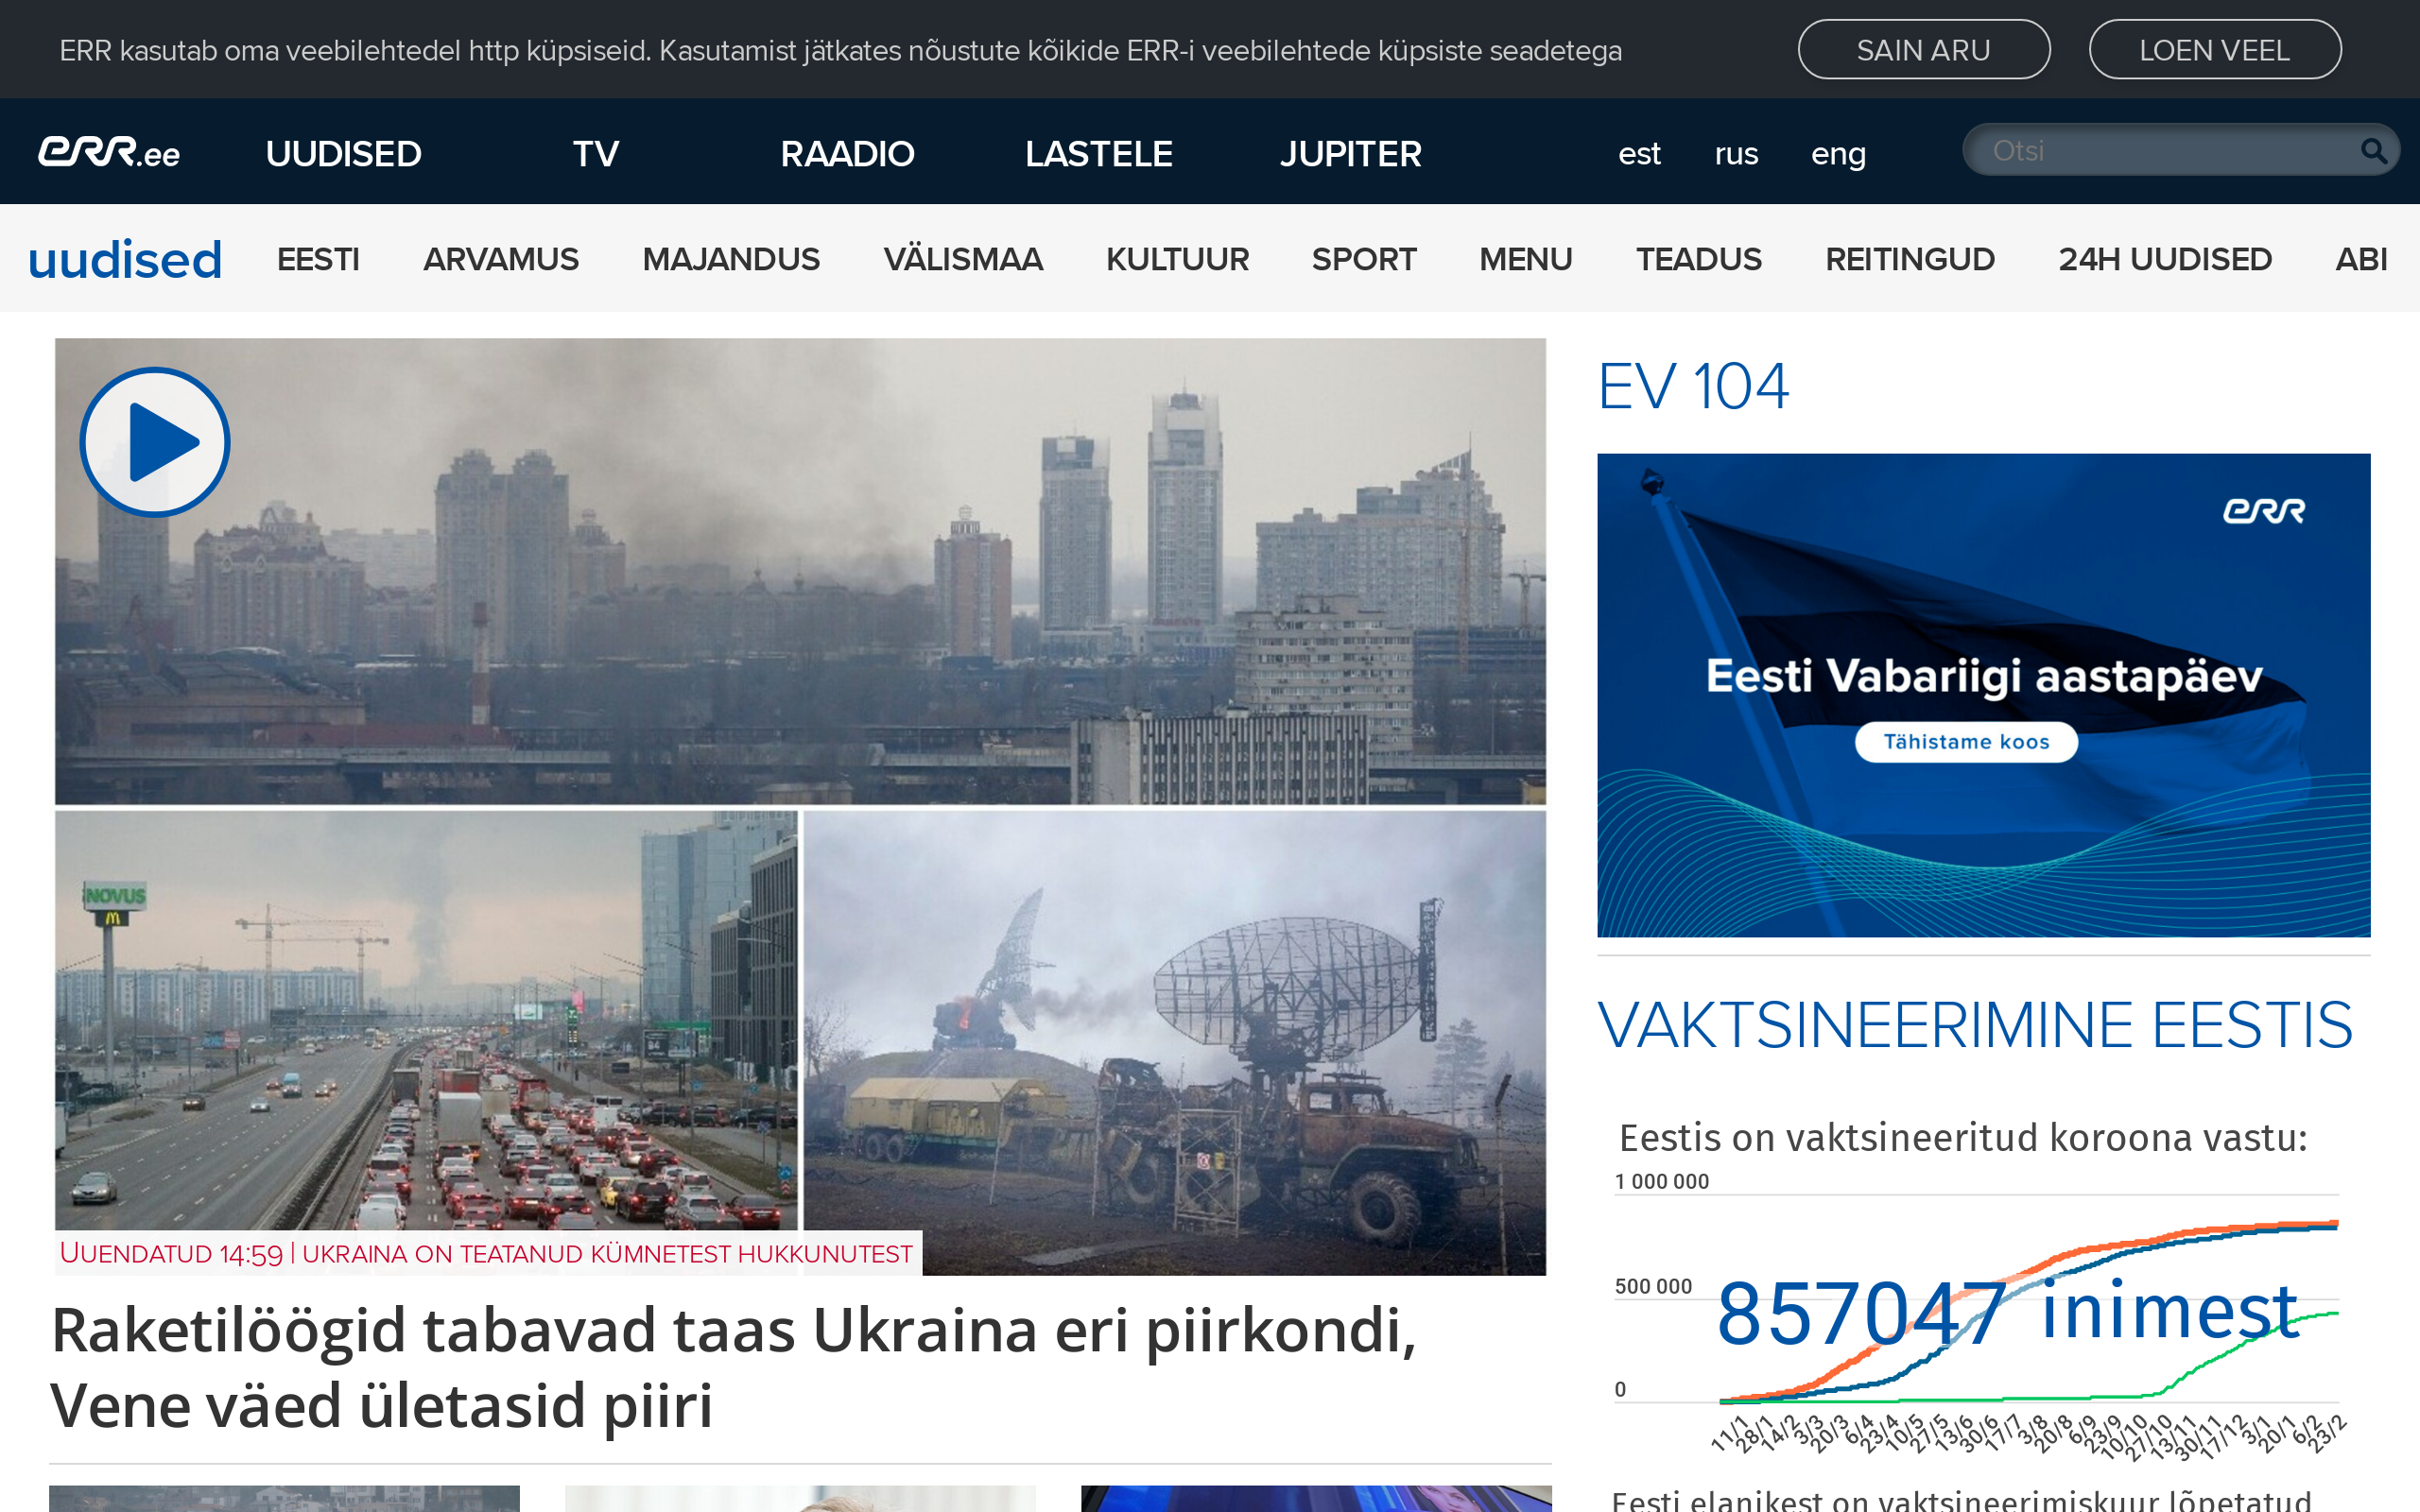 ERR kasutab oma veebilehtedel http küpsiseid. Kasutamist jätkates nõustute kõikide ERR-i veebilehtede küpsiste seadetega
SAIN ARU
LOEN VEEL
err.ee
UUDISED
TV
RAADIO
LASTELE
JUPITER
est
rus
eng
Otsi
uudised
EESTI
ARVAMUS
MAJANDUS
VÄLISMAA
KULTUUR
SPORT
MENU
TEADUS
REITINGUD
24H UUDISED
ABI
NOVUS
UUENDATUD 14:59 | UKRAINA ON TEATANUD KÜMNETEST HUKKUNUTEST
Raketilöögid tabavad taas Ukraina eri piirkondi,
Vene väed ületasid piiri
EV 104
err
Eesti Vabariigi aastapäev
Tähistame koos
VAKTSINEERIMINE EESTIS
Eestis on vaktsineeritud koroona vastu:
1 000 000
500 000
857047 inimest
0
11/1 28/1 14/2 3/3 20/3 6/4 23/4 10/5 27/5 13/6 30/6 17/7 3/8 20/8 6/9 23/9 10/10 27/10 13/11 30/11 17/12 3/1 20/1 6/2 23/2
Eesti elanikest on vaktsineerimiskuur lõpetatud